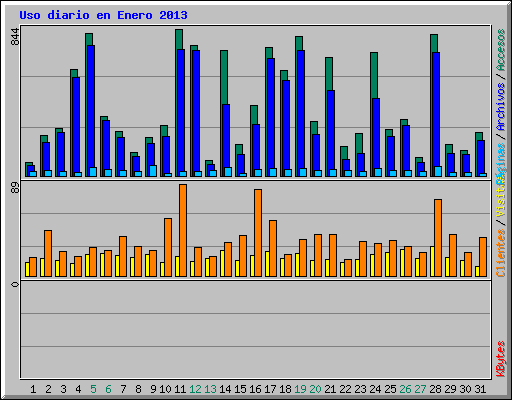 Uso diario en Enero 2013
844
89
0
KBytes Clientes / Visitas Páginas / Archivos / Accesos
1 2 3 4 5 6 7 8 9 10 11 12 13 14 15 16 17 18 19 20 21 22 23 24 25 26 27 28 29 30 31